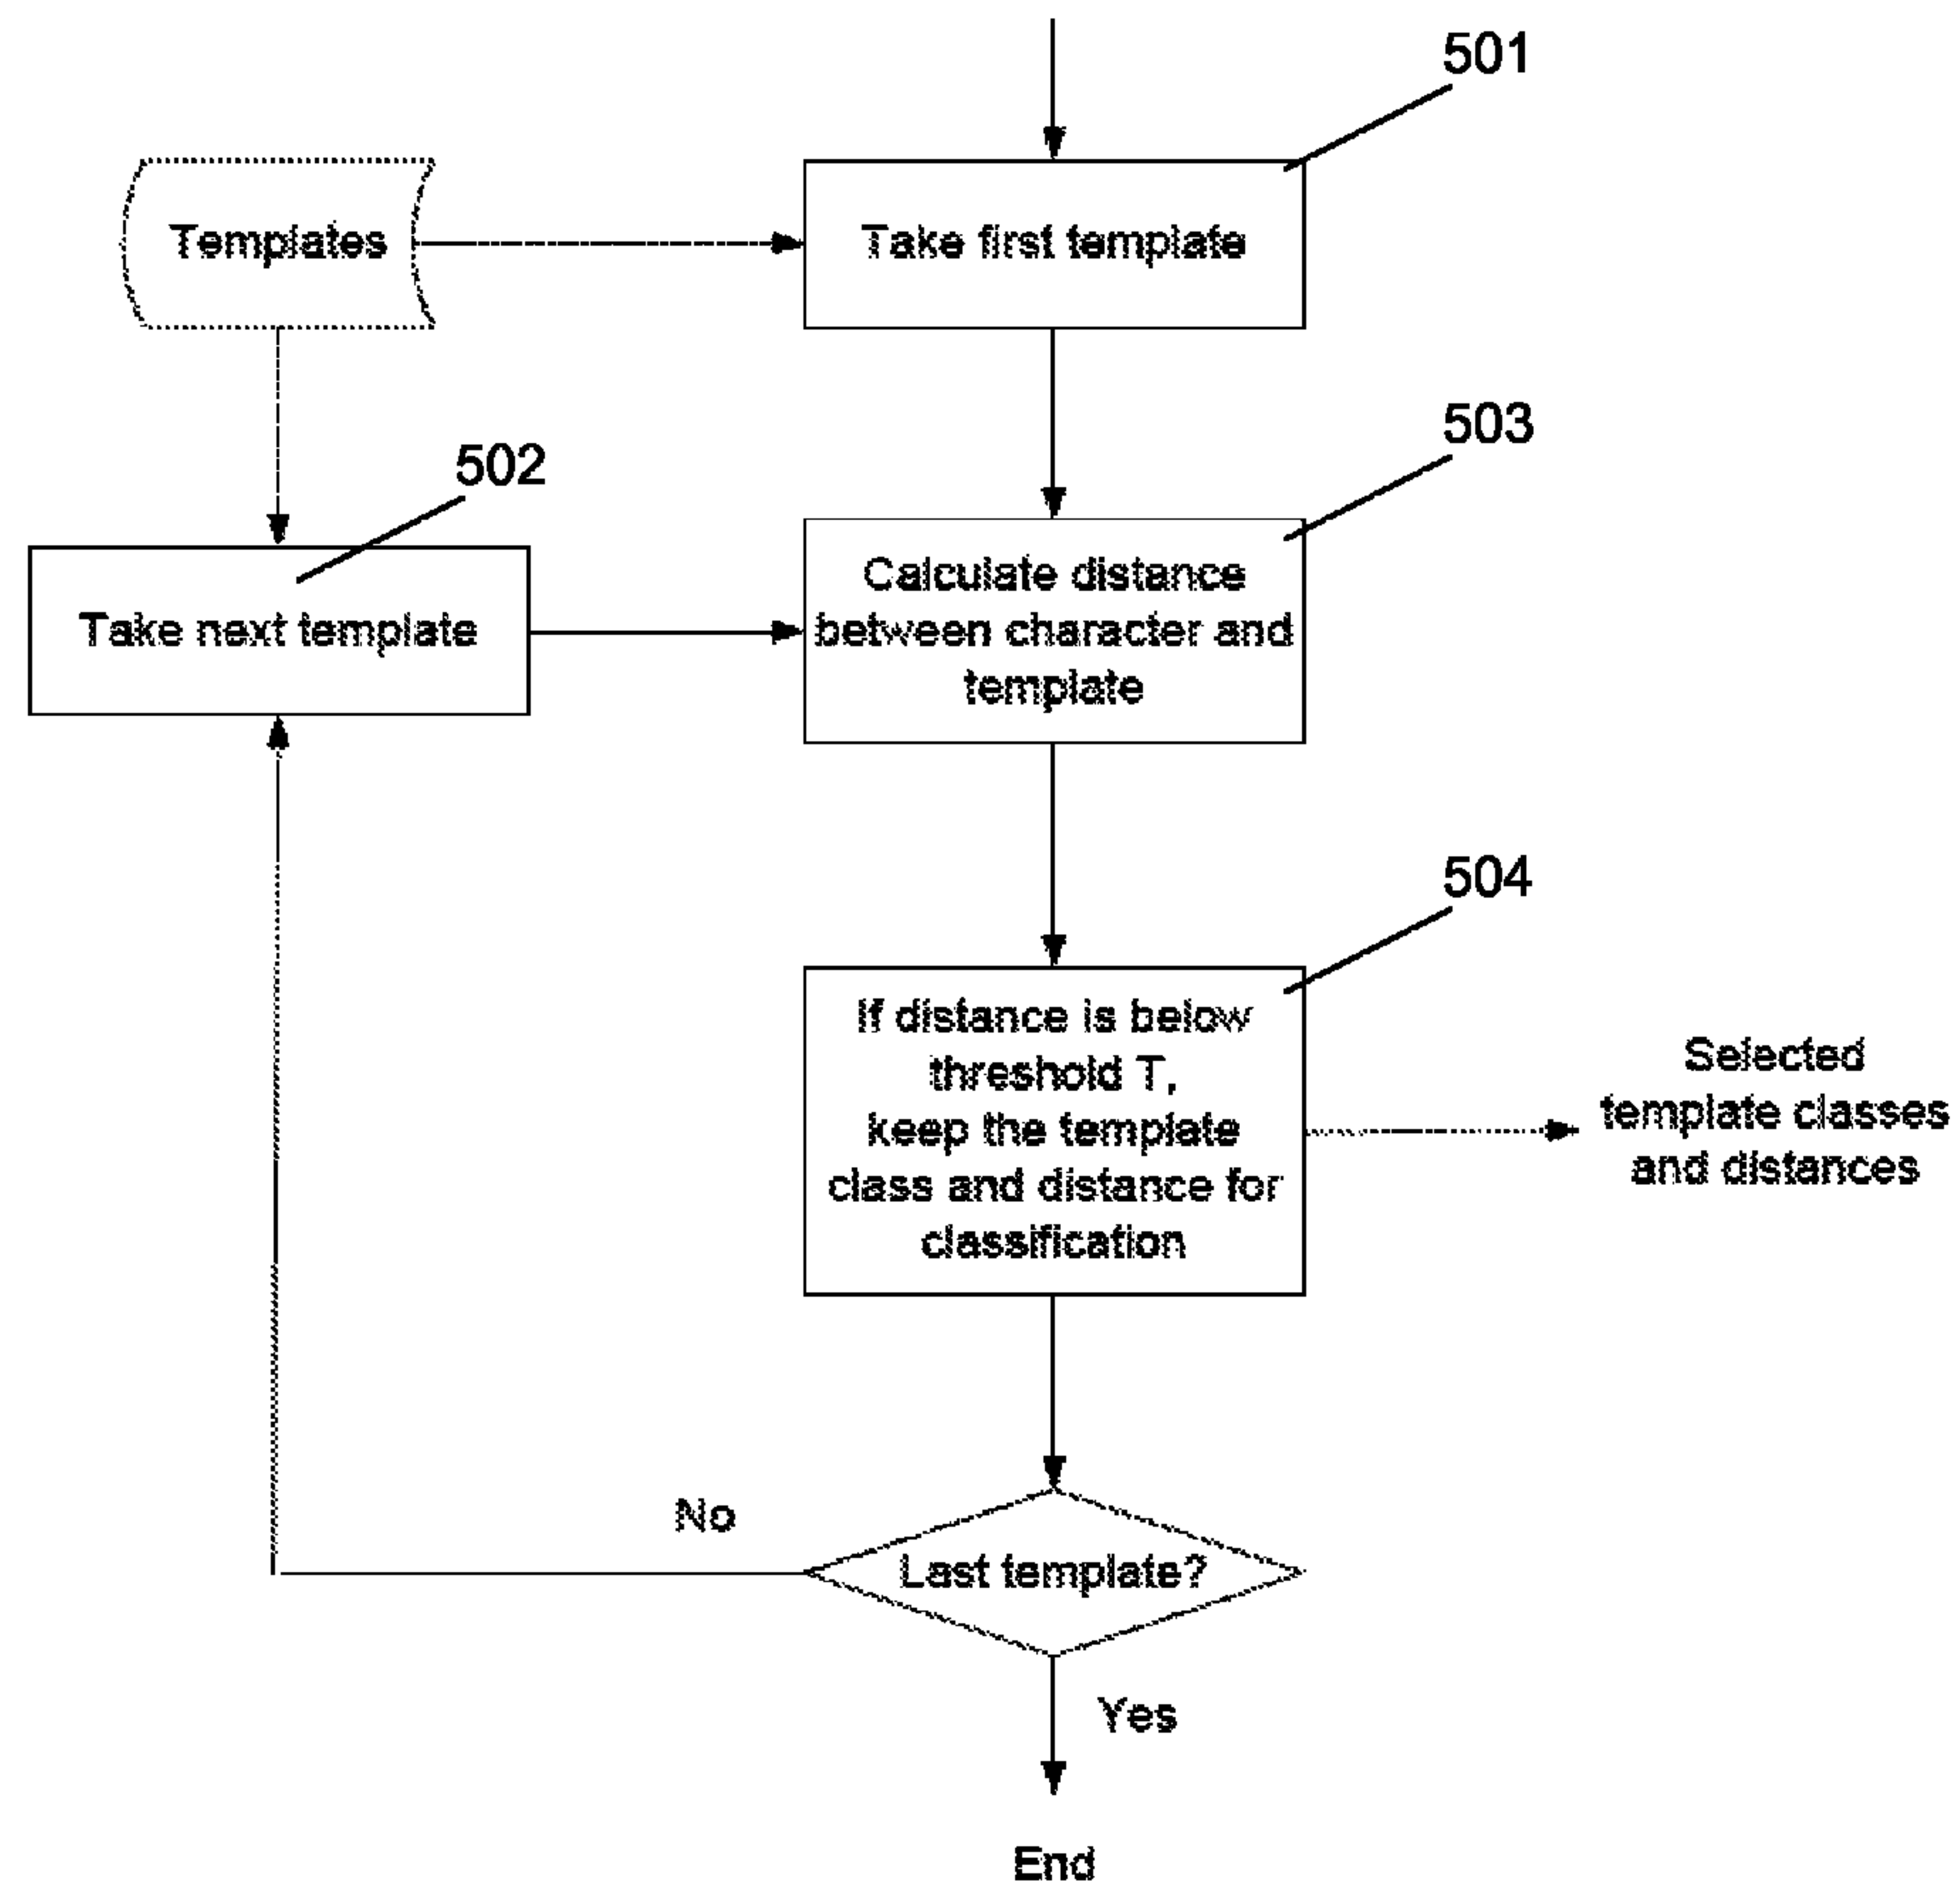 501
Templates
Take first template
503
502
Calculate distance
between character and
template
Take next template
504
If distance is below
threshold T,
keep the template
class and distance for
classification
Selected
template classes
and distances
No
Last template?
Yes
End